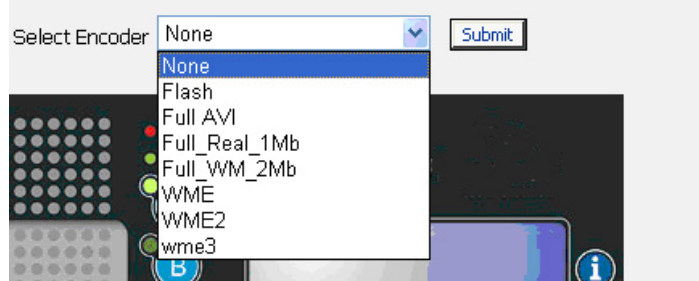 Select Encoder None Submit
None
Flash
Full AVI
Full_Real_1Mb
Full_WM_2Mb
WME
WME2
wme3
B
i